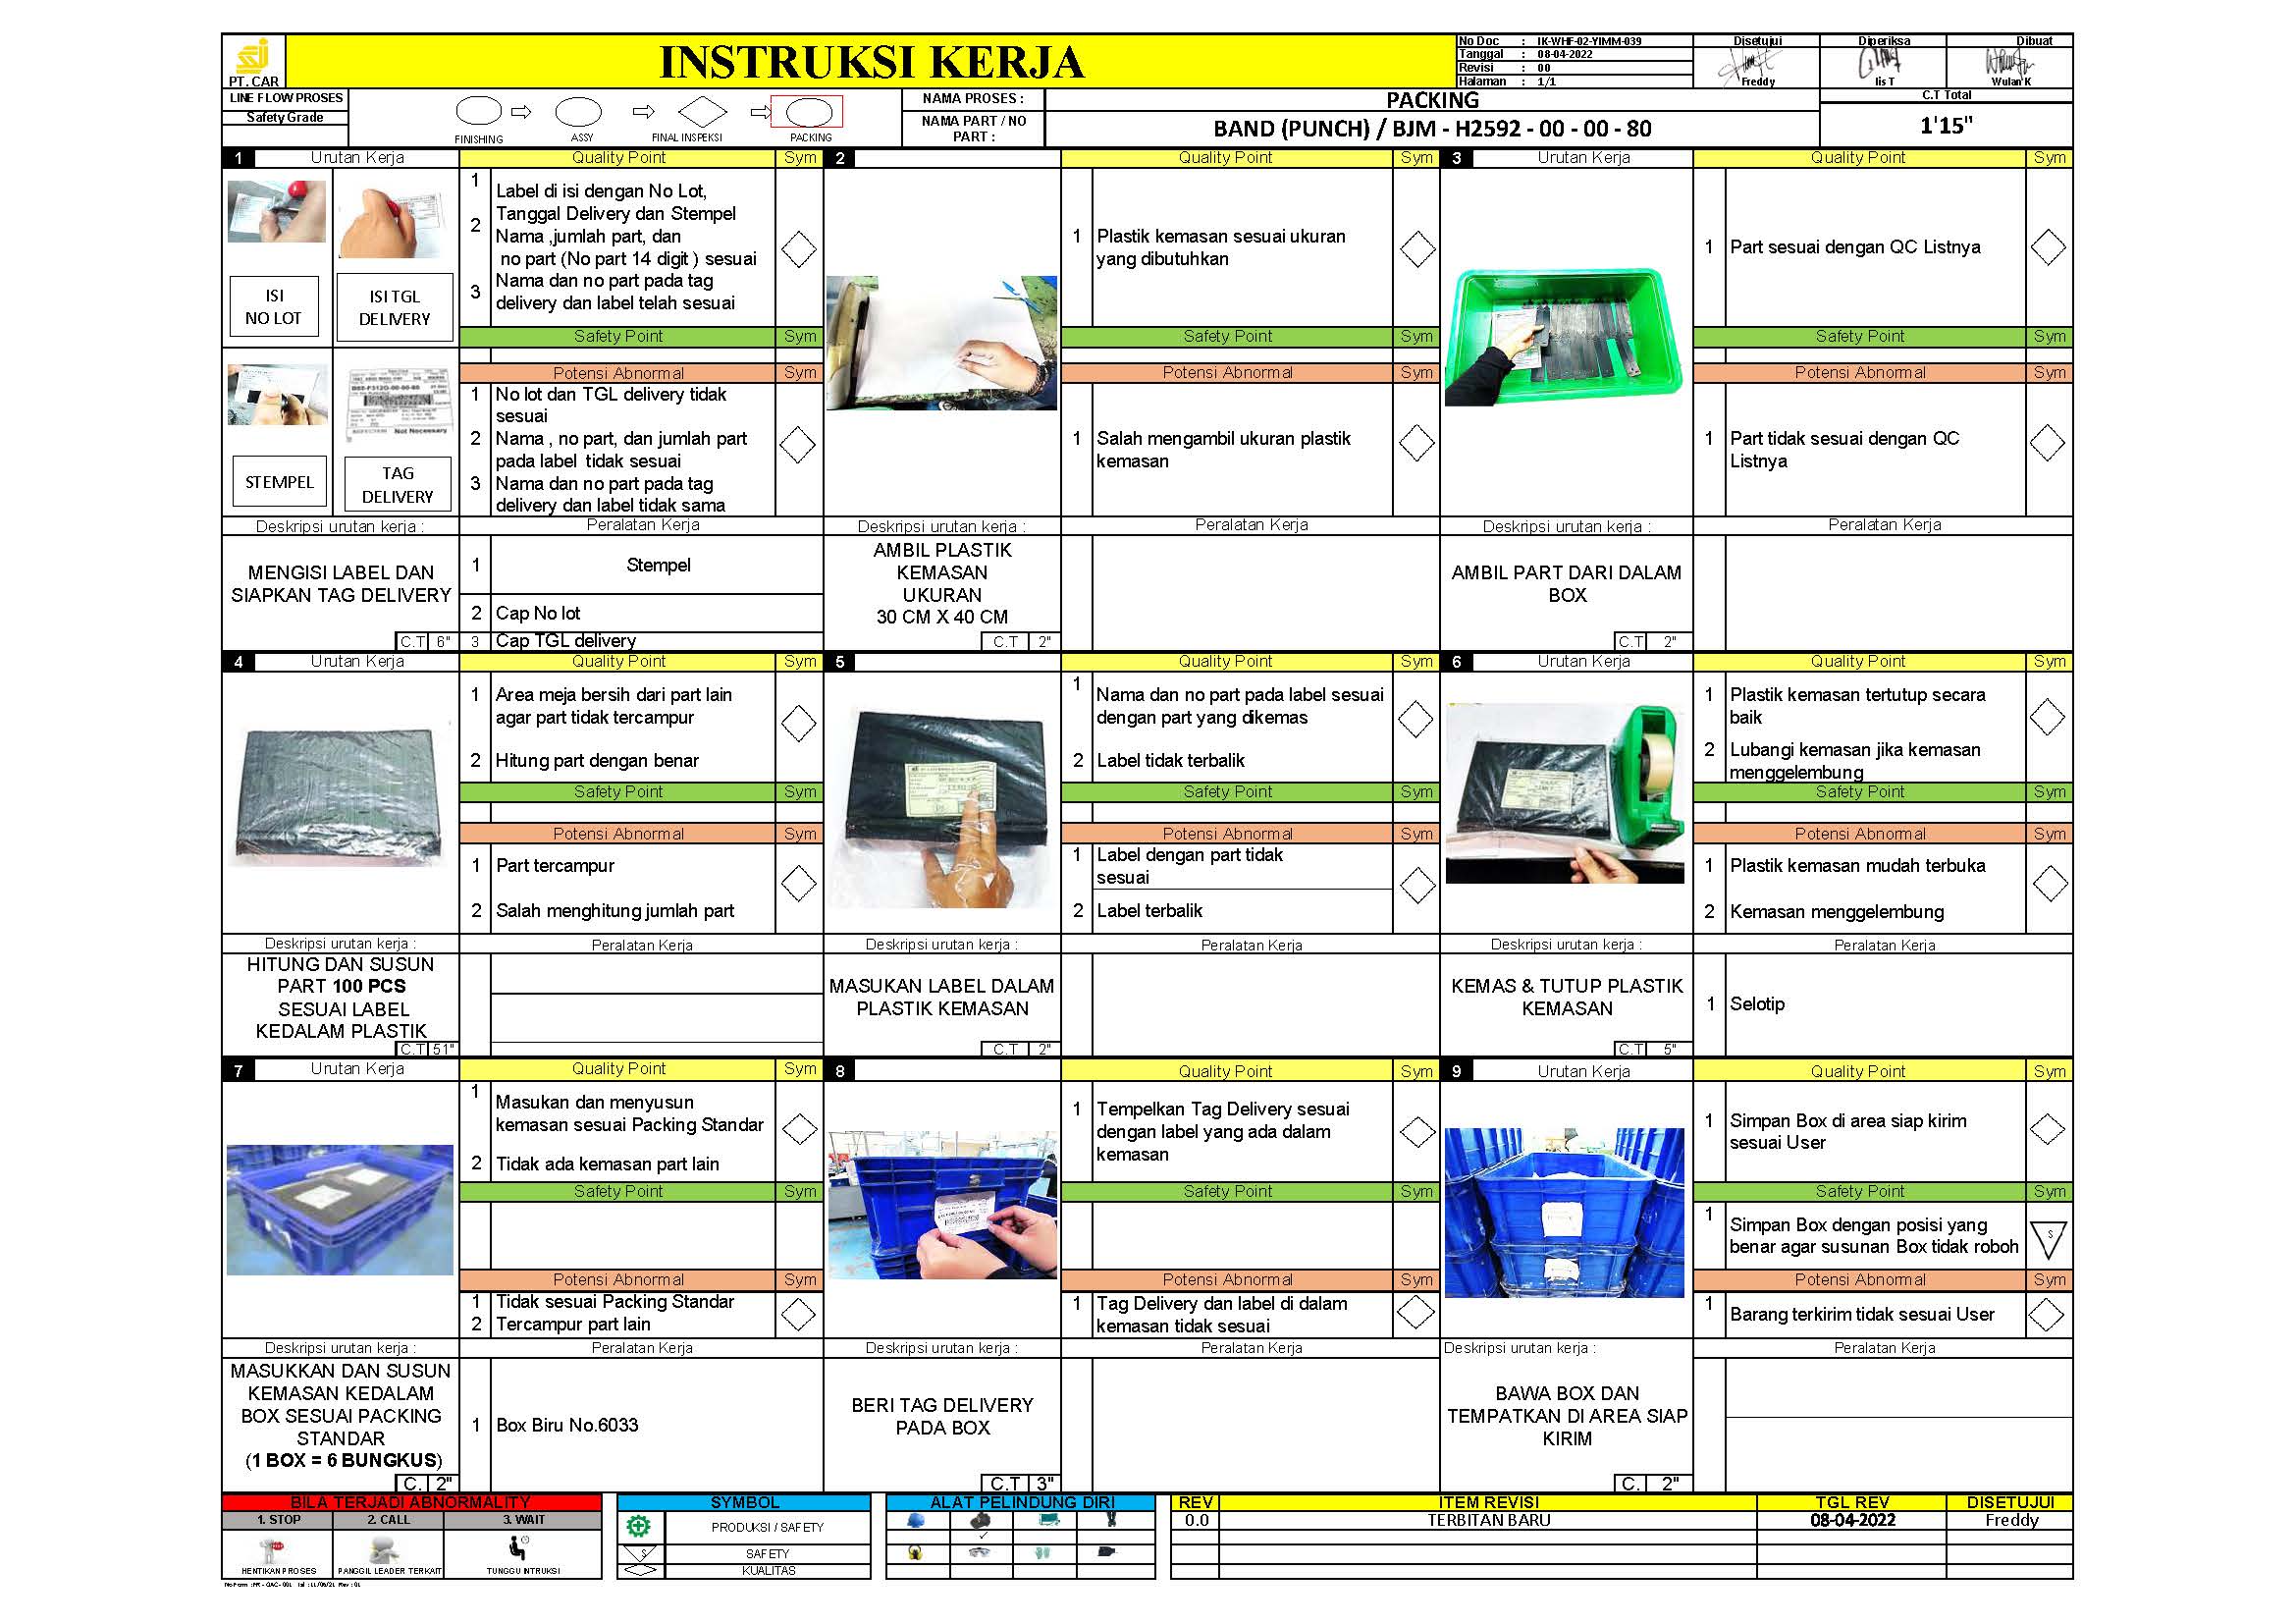 PT. CAR
INSTRUKSI KERJA
No Doc : IK-WHF-02-YIMM-039
Tanggal : 08-04-2022
Revisi : 00
Halaman : 1/1
Disetujui
Freddy
Diperiksa
Iis T
Dibuat
Wulan K
LINE FLOW PROSES
Safety Grade
FINISHING
ASSY
FINAL INSPEKSI
PACKING
NAMA PROSES :
PACKING
NAMA PART / NO
PART :
BAND (PUNCH) / BJM - H2592 - 00 - 00 - 80
C.T Total
1'15"
1 Urutan Kerja
ISI
NO LOT
ISI TGL
DELIVERY
STEMPEL
TAG
DELIVERY
Quality Point Sym
1 Label di isi dengan No Lot,
Tanggal Delivery dan Stempel
2 Nama ,jumlah part, dan
no part (No part 14 digit ) sesuai
3 Nama dan no part pada tag
delivery dan label telah sesuai
Safety Point Sym
Potensi Abnormal Sym
1 No lot dan TGL delivery tidak
sesuai
2 Nama , no part, dan jumlah part
pada label tidak sesuai
3 Nama dan no part pada tag
delivery dan label tidak sama
Deskripsi urutan kerja :
MENGISI LABEL DAN
SIAPKAN TAG DELIVERY
C.T 6"
Peralatan Kerja
1 Stempel
2 Cap No lot
3 Cap TGL delivery
2
Quality Point Sym
1 Plastik kemasan sesuai ukuran
yang dibutuhkan
Safety Point Sym
Potensi Abnormal Sym
1 Salah mengambil ukuran plastik
kemasan
Deskripsi urutan kerja :
AMBIL PLASTIK
KEMASAN
UKURAN
30 CM X 40 CM
C.T 2"
Peralatan Kerja
3 Urutan Kerja
Quality Point Sym
1 Part sesuai dengan QC Listnya
Safety Point Sym
Potensi Abnormal Sym
1 Part tidak sesuai dengan QC
Listnya
Deskripsi urutan kerja :
AMBIL PART DARI DALAM
BOX
C.T 2"
Peralatan Kerja
4 Urutan Kerja
Quality Point Sym
1 Area meja bersih dari part lain
agar part tidak tercampur
2 Hitung part dengan benar
Safety Point Sym
Potensi Abnormal Sym
1 Part tercampur
2 Salah menghitung jumlah part
Deskripsi urutan kerja :
HITUNG DAN SUSUN
PART 100 PCS
SESUAI LABEL
KEDALAM PLASTIK
C.T 51"
Peralatan Kerja
5
Quality Point Sym
1 Nama dan no part pada label sesuai
dengan part yang dikemas
2 Label tidak terbalik
Safety Point Sym
Potensi Abnormal Sym
1 Label dengan part tidak
sesuai
2 Label terbalik
Deskripsi urutan kerja :
MASUKAN LABEL DALAM
PLASTIK KEMASAN
C.T 2"
Peralatan Kerja
6 Urutan Kerja
Quality Point Sym
1 Plastik kemasan tertutup secara
baik
2 Lubangi kemasan jika kemasan
menggelembung
Safety Point Sym
Potensi Abnormal Sym
1 Plastik kemasan mudah terbuka
2 Kemasan menggelembung
Deskripsi urutan kerja :
KEMAS & TUTUP PLASTIK
KEMASAN
C.T 5"
Peralatan Kerja
1 Selotip
7 Urutan Kerja
Quality Point Sym
1 Masukan dan menyusun
kemasan sesuai Packing Standar
2 Tidak ada kemasan part lain
Safety Point Sym
Potensi Abnormal Sym
1 Tidak sesuai Packing Standar
2 Tercampur part lain
Deskripsi urutan kerja :
MASUKKAN DAN SUSUN
KEMASAN KEDALAM
BOX SESUAI PACKING
STANDAR
(1 BOX = 6 BUNGKUS)
C. 2"
Peralatan Kerja
1 Box Biru No.6033
8
Quality Point Sym
1 Tempelkan Tag Delivery sesuai
dengan label yang ada dalam
kemasan
Safety Point Sym
Potensi Abnormal Sym
1 Tag Delivery dan label di dalam
kemasan tidak sesuai
Deskripsi urutan kerja :
BERI TAG DELIVERY
PADA BOX
C.T 3"
Peralatan Kerja
9 Urutan Kerja
Quality Point Sym
1 Simpan Box di area siap kirim
sesuai User
Safety Point Sym
1 Simpan Box dengan posisi yang
benar agar susunan Box tidak roboh
S
Potensi Abnormal Sym
1 Barang terkirim tidak sesuai User
Deskripsi urutan kerja :
BAWA BOX DAN
TEMPATKAN DI AREA SIAP
KIRIM
C. 2"
Peralatan Kerja
BILA TERJADI ABNORMALITY
1. STOP 2. CALL 3. WAIT
HENTIKAN PROSES PANGGIL LEADER TERKAIT TUNGGU INTRUKSI
SYMBOL
PRODUKSI / SAFETY
S SAFETY
KUALITAS
ALAT PELINDUNG DIRI
REV ITEM REVISI TGL REV DISETUJUI
0.0 TERBITAN BARU 08-04-2022 Freddy